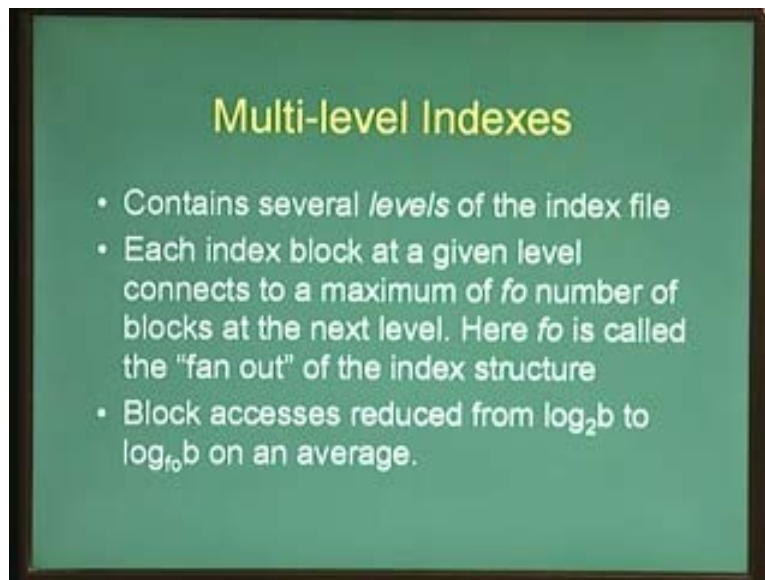 Multi-level Indexes
• Contains several levels of the index file
• Each index block at a given level
connects to a maximum of fo number of
blocks at the next level. Here fo is called
the "fan out" of the index structure
• Block accesses reduced from log₂b to
log_fo b on an average.